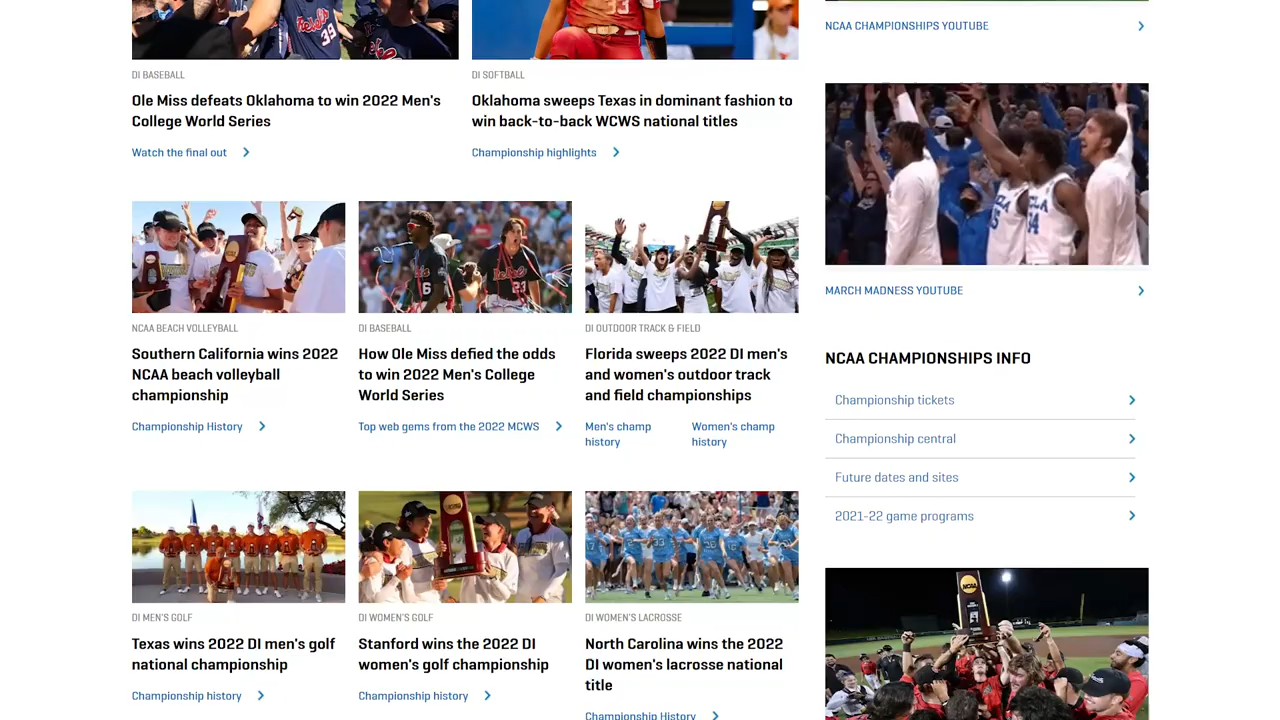 NCAA CHAMPIONSHIPS YOUTUBE
DI BASEBALL
Ole Miss defeats Oklahoma to win 2022 Men's
College World Series
Watch the final out
DI SOFTBALL
Oklahoma sweeps Texas in dominant fashion to
win back-to-back WCWS national titles
Championship highlights
NCAA BEACH VOLLEYBALL
Southern California wins 2022
NCAA beach volleyball
championship
Championship History
DI BASEBALL
How Ole Miss defied the odds
to win 2022 Men's College
World Series
Top web gems from the 2022 MCWS
DI OUTDOOR TRACK & FIELD
Florida sweeps 2022 DI men's
and women's outdoor track
and field championships
Men's champ
history
Women's champ
history
DI MEN'S GOLF
Texas wins 2022 DI men's golf
national championship
Championship history
DI WOMEN'S GOLF
Stanford wins the 2022 DI
women's golf championship
Championship history
DI WOMEN'S LACROSSE
North Carolina wins the 2022
DI women's lacrosse national
title
Championship History
MARCH MADNESS YOUTUBE
NCAA CHAMPIONSHIPS INFO
Championship tickets
Championship central
Future dates and sites
2021-22 game programs